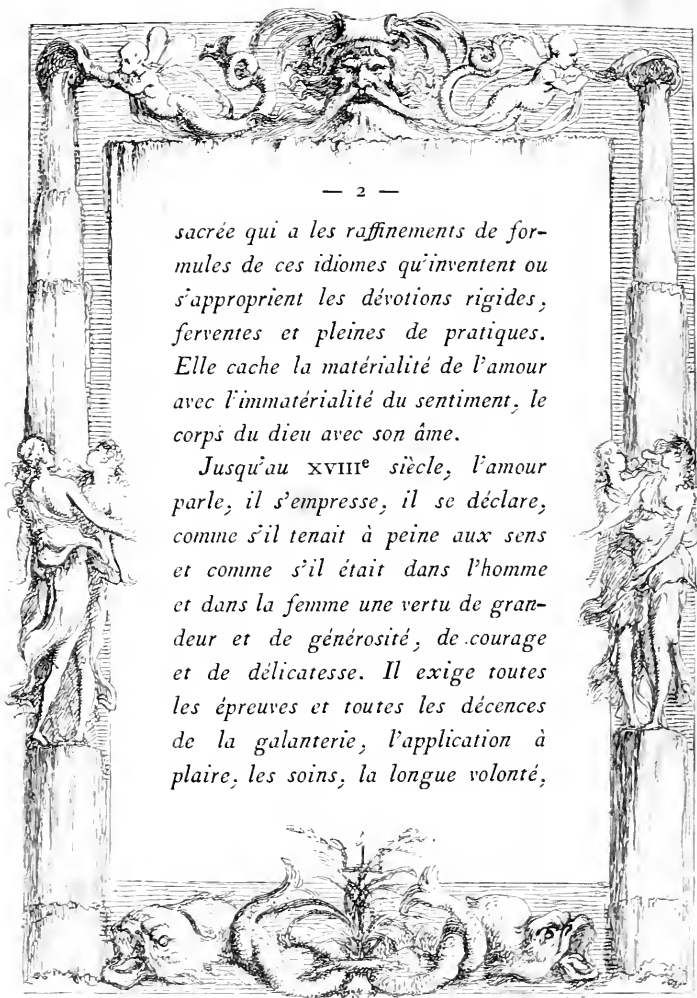 — 2 —
sacrée qui a les raffinements de for-
mules de ces idiomes qu'inventent ou
s'approprient les dévotions rigides,
ferventes et pleines de pratiques.
Elle cache la matérialité de l'amour
avec l'immatérialité du sentiment, le
corps du dieu avec son âme.
Jusqu'au XVIIIe siècle, l'amour
parle, il s'empresse, il se déclare,
comme s'il tenait à peine aux sens
et comme s'il était dans l'homme
et dans la femme une vertu de gran-
deur et de générosité, de courage
et de délicatesse. Il exige toutes
les épreuves et toutes les décences
de la galanterie, l'application à
plaire, les soins, la longue volonté,